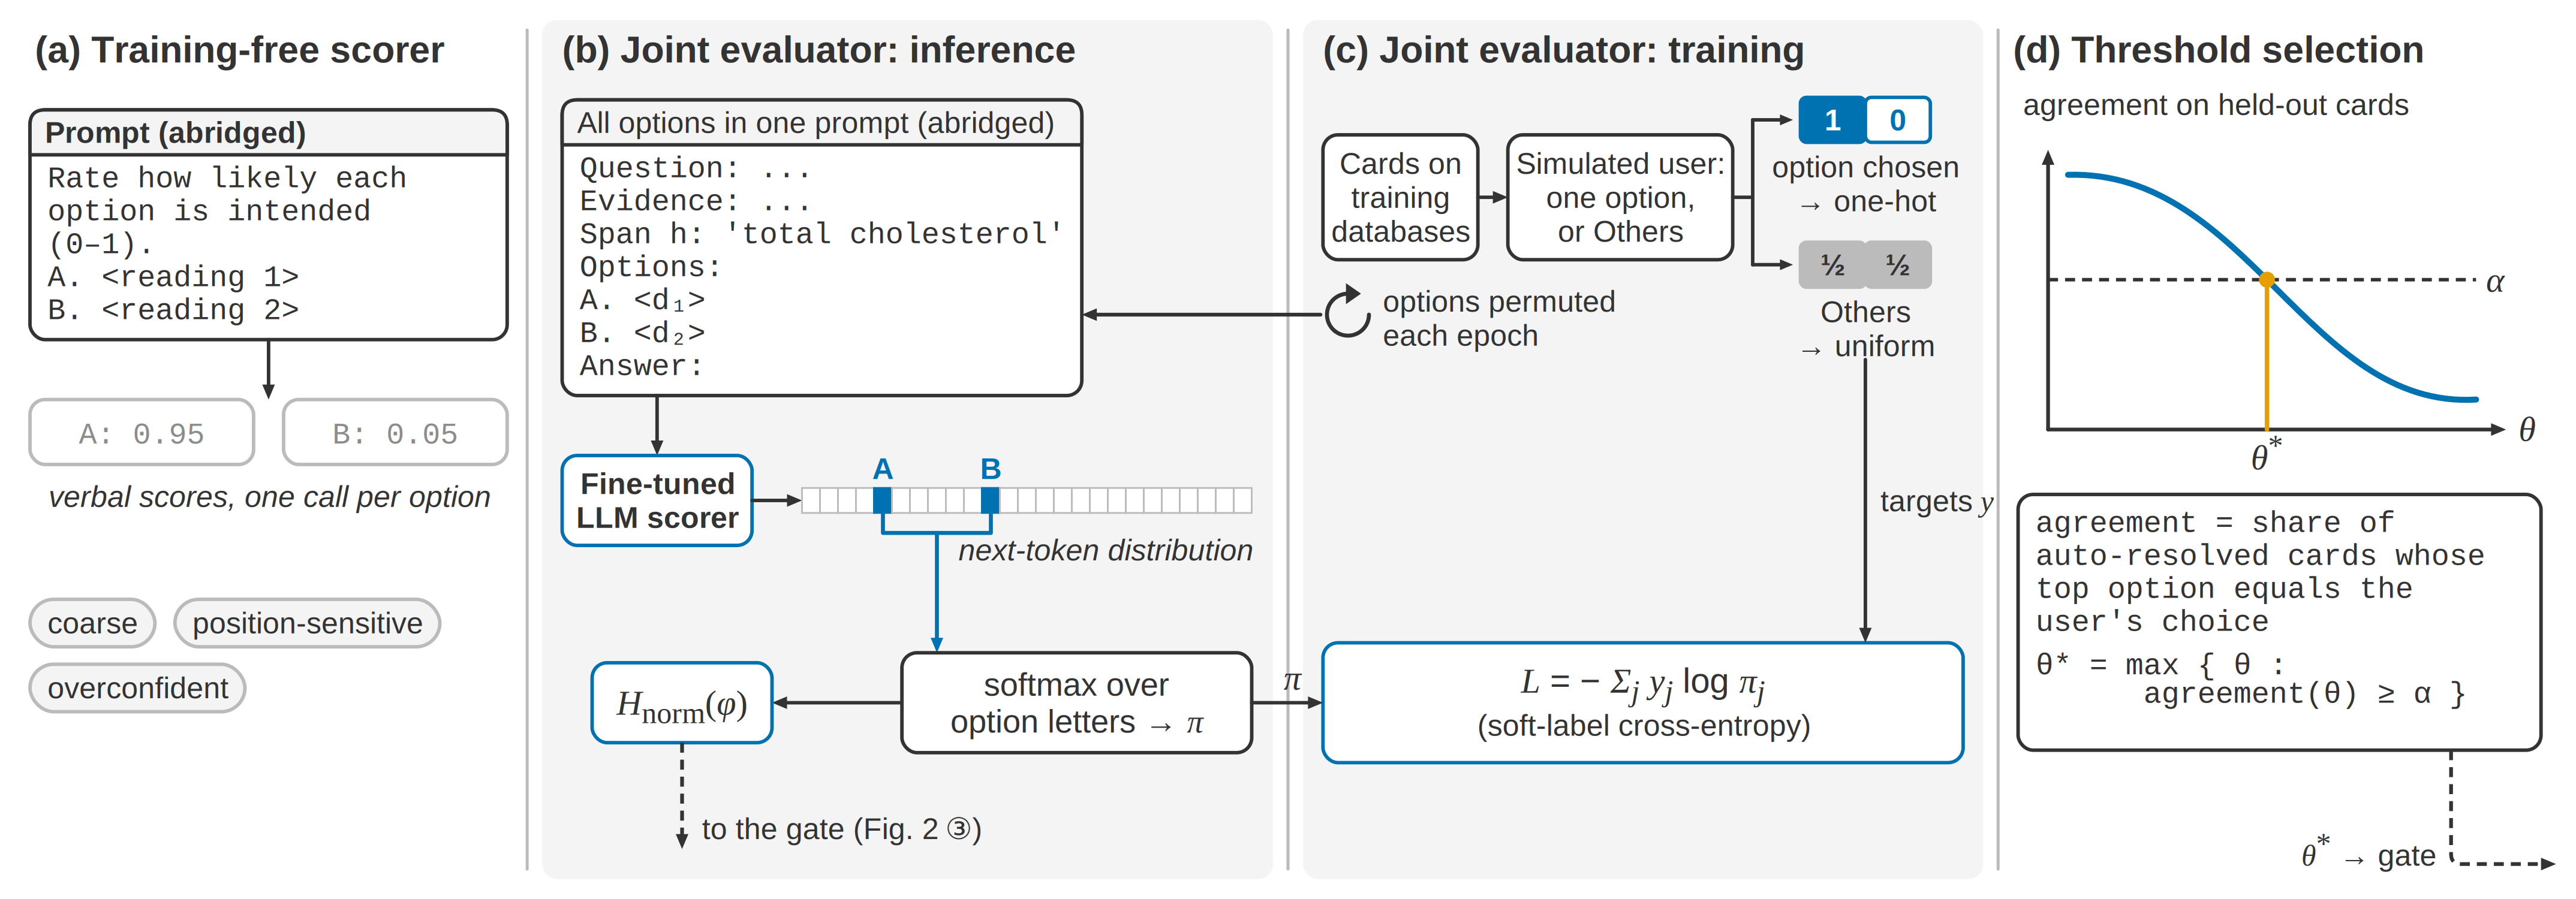 (a) Training-free scorer
Prompt (abridged)
Rate how likely each
option is intended
(0–1).
A. <reading 1>
B. <reading 2>
A: 0.95
B: 0.05
verbal scores, one call per option
coarse
position-sensitive
overconfident
(b) Joint evaluator: inference
All options in one prompt (abridged)
Question: ...
Evidence: ...
Span h: 'total cholesterol'
Options:
A. <d₁>
B. <d₂>
Answer:
Fine-tuned
LLM scorer
A
B
next-token distribution
softmax over
option letters → π
H_norm(φ)
to the gate (Fig. 2 ③)
π
(c) Joint evaluator: training
Cards on
training
databases
Simulated user:
one option,
or Others
1 0
option chosen
→ one-hot
½ ½
Others
→ uniform
options permuted
each epoch
targets y
L = − Σ_j y_j log π_j
(soft-label cross-entropy)
(d) Threshold selection
agreement on held-out cards
α
θ
θ*
agreement = share of
auto-resolved cards whose
top option equals the
user's choice
θ* = max { θ :
agreement(θ) ≥ α }
θ* → gate